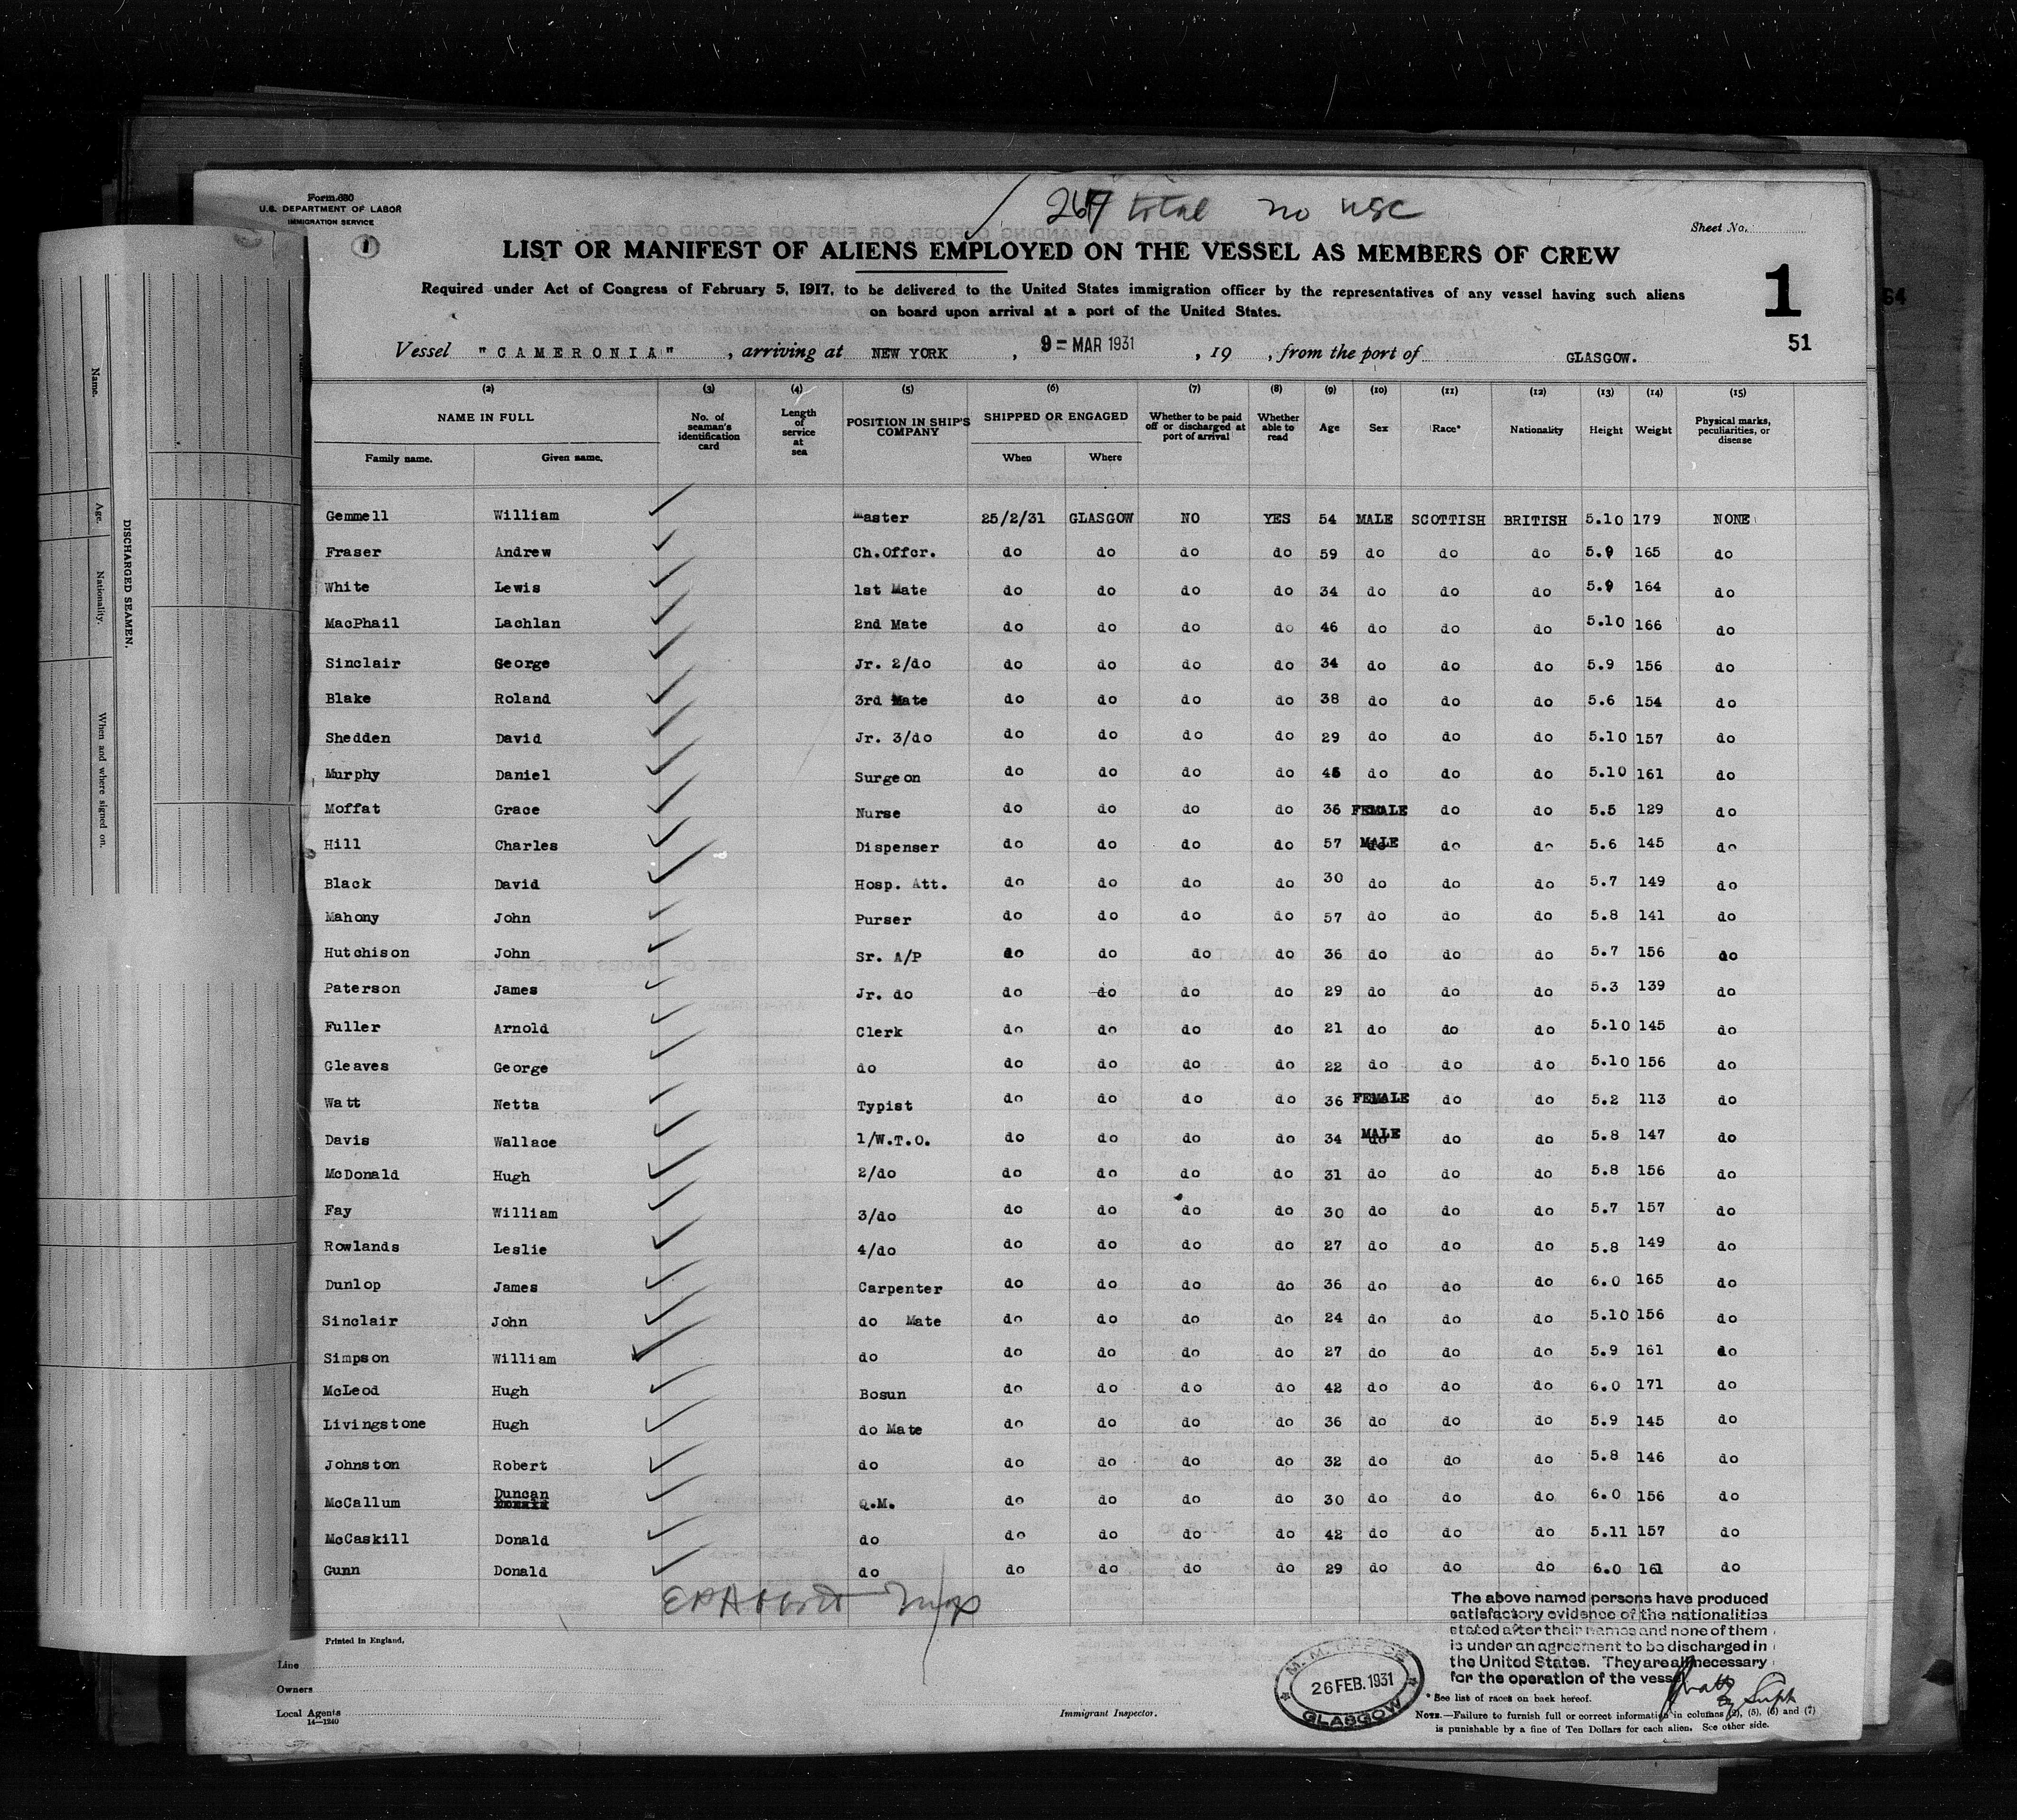 Form 680
U.S. DEPARTMENT OF LABOR
IMMIGRATION SERVICE
1
total no USC
Sheet No.
LIST OR MANIFEST OF ALIENS EMPLOYED ON THE VESSEL AS MEMBERS OF CREW
Required under Act of Congress of February 5, 1917, to be delivered to the United States immigration officer by the representatives of any vessel having such aliens
on board upon arrival at a port of the United States.
1
64
51
Vessel "CAMERONIA", arriving at NEW YORK, 9 - MAR 1931, 19 , from the port of GLASGOW.
(2) (3) (4) (5) (6) (7) (8) (9) (10) (11) (12) (13) (14) (15)
NAME IN FULL No. of seaman's identification card Length of service at sea POSITION IN SHIP'S COMPANY SHIPPED OR ENGAGED Whether to be paid off or discharged at port of arrival Whether able to read Age Sex Race* Nationality Height Weight Physical marks, peculiarities, or disease
Family name. Given name. When Where
Gemmell William Master 25/2/31 GLASGOW NO YES 54 MALE SCOTTISH BRITISH 5.10 179 NONE
Fraser Andrew Ch.Offcr. do do do do 59 do do do 5.9 165 do
White Lewis 1st Mate do do do do 34 do do do 5.9 164 do
MacPhail Lachlan 2nd Mate do do do do 46 do do do 5.10 166 do
Sinclair George Jr. 2/do do do do do 34 do do do 5.9 156 do
Blake Roland 3rd Mate do do do do 38 do do do 5.6 154 do
Shedden David Jr. 3/do do do do do 29 do do do 5.10 157 do
Murphy Daniel Surgeon do do do do do do do 5.10 161 do
Moffat Grace Nurse do do do do 36 FEMALE do do 5.5 129 do
Hill Charles Dispenser do do do do 57 MALE do do 5.6 145 do
Black David Hosp. Att. do do do do 30 do do do 5.7 149 do
Mahony John Purser do do do do 57 do do do 5.8 141 do
Hutchison John Sr. A/P do do do do 36 do do do 5.7 156 do
Paterson James Jr. do do do do do 29 do do do 5.3 139 do
Fuller Arnold Clerk do do do do 21 do do do 5.10 145 do
Gleaves George do do do do do 22 do do do 5.10 156 do
Watt Netta Typist do do do do 36 FEMALE do do 5.2 113 do
Davis Wallace 1/W.T.O. do do do do 34 MALE do do 5.8 147 do
McDonald Hugh 2/do do do do do 31 do do do 5.8 156 do
Fay William 3/do do do do do 30 do do do 5.7 157 do
Rowlands Leslie 4/do do do do do 27 do do do 5.8 149 do
Dunlop James Carpenter do do do do 36 do do do 6.0 165 do
Sinclair John do Mate do do do do 24 do do do 5.10 156 do
Simpson William do do do do do 27 do do do 5.9 161 do
McLeod Hugh Bosun do do do do 42 do do do 6.0 171 do
Livingstone Hugh do Mate do do do do 36 do do do 5.9 145 do
Johnston Robert do do do do do 32 do do do 5.8 146 do
McCallum Duncan Q.M. do do do do 30 do do do 6.0 156 do
McCaskill Donald do do do do do 42 do do do 5.11 157 do
Gunn Donald do do do do do 29 do do do 6.0 161 do
The above named persons have produced
satisfactory evidence of the nationalities
stated after their names and none of them
is under an agreement to be discharged in
the United States. They are all necessary
for the operation of the vessel
Printed in England.
Line
Owners
Local Agents
14—1240
Immigrant Inspector.
M. M. OFFICE
26 FEB. 1931
GLASGOW
* See list of races on back hereof.
NOTE.—Failure to furnish full or correct information in columns (2), (5), (6) and (7)
is punishable by a fine of Ten Dollars for each alien. See other side.
DISCHARGED SEAMEN.
Name.
Age.
Nationality.
When and where signed on.